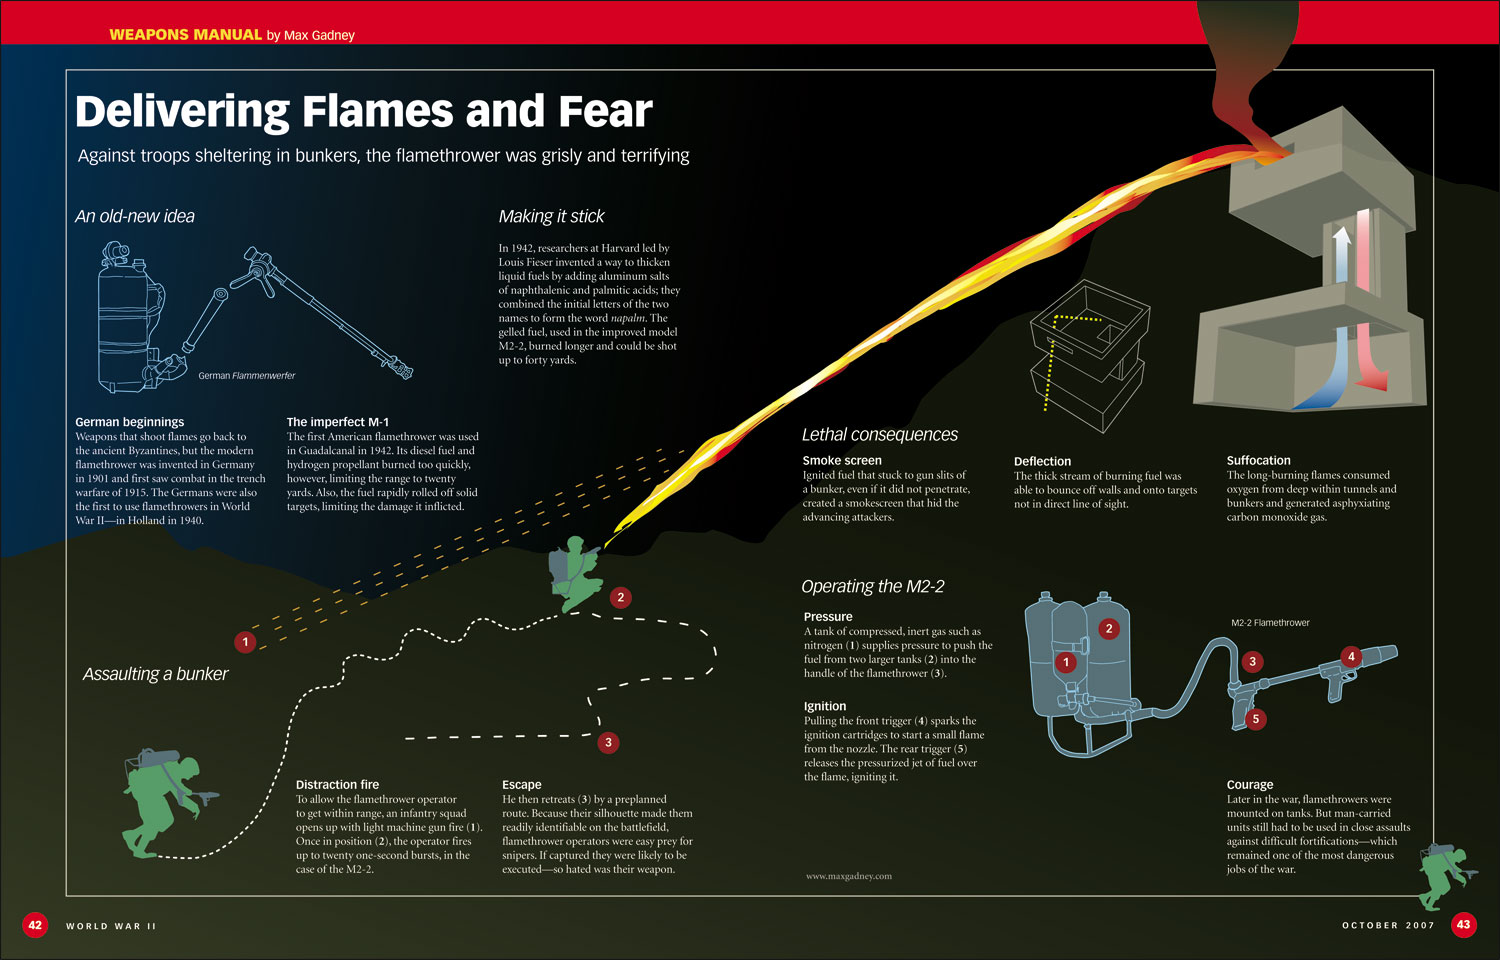 WEAPONS MANUAL by Max Gadney
Delivering Flames and Fear
Against troops sheltering in bunkers, the flamethrower was grisly and terrifying
An old-new idea
German Flammenwerfer
German beginnings
Weapons that shoot flames go back to
the ancient Byzantines, but the modern
flamethrower was invented in Germany
in 1901 and first saw combat in the trench
warfare of 1915. The Germans were also
the first to use flamethrowers in World
War II—in Holland in 1940.
The imperfect M-1
The first American flamethrower was used
in Guadalcanal in 1942. Its diesel fuel and
hydrogen propellant burned too quickly,
however, limiting the range to twenty
yards. Also, the fuel rapidly rolled off solid
targets, limiting the damage it inflicted.
Making it stick
In 1942, researchers at Harvard led by
Louis Fieser invented a way to thicken
liquid fuels by adding aluminum salts
of naphthalenic and palmitic acids; they
combined the initial letters of the two
names to form the word napalm. The
gelled fuel, used in the improved model
M2-2, burned longer and could be shot
up to forty yards.
Lethal consequences
Smoke screen
Ignited fuel that stuck to gun slits of
a bunker, even if it did not penetrate,
created a smokescreen that hid the
advancing attackers.
Deflection
The thick stream of burning fuel was
able to bounce off walls and onto targets
not in direct line of sight.
Suffocation
The long-burning flames consumed
oxygen from deep within tunnels and
bunkers and generated asphyxiating
carbon monoxide gas.
1
2
3
Assaulting a bunker
Distraction fire
To allow the flamethrower operator
to get within range, an infantry squad
opens up with light machine gun fire (1).
Once in position (2), the operator fires
up to twenty one-second bursts, in the
case of the M2-2.
Escape
He then retreats (3) by a preplanned
route. Because their silhouette made them
readily identifiable on the battlefield,
flamethrower operators were easy prey for
snipers. If captured they were likely to be
executed—so hated was their weapon.
Operating the M2-2
Pressure
A tank of compressed, inert gas such as
nitrogen (1) supplies pressure to push the
fuel from two larger tanks (2) into the
handle of the flamethrower (3).
Ignition
Pulling the front trigger (4) sparks the
ignition cartridges to start a small flame
from the nozzle. The rear trigger (5)
releases the pressurized jet of fuel over
the flame, igniting it.
M2-2 Flamethrower
1
2
3
4
5
Courage
Later in the war, flamethrowers were
mounted on tanks. But man-carried
units still had to be used in close assaults
against difficult fortifications—which
remained one of the most dangerous
jobs of the war.
www.maxgadney.com
42 WORLD WAR II
OCTOBER 2007 43